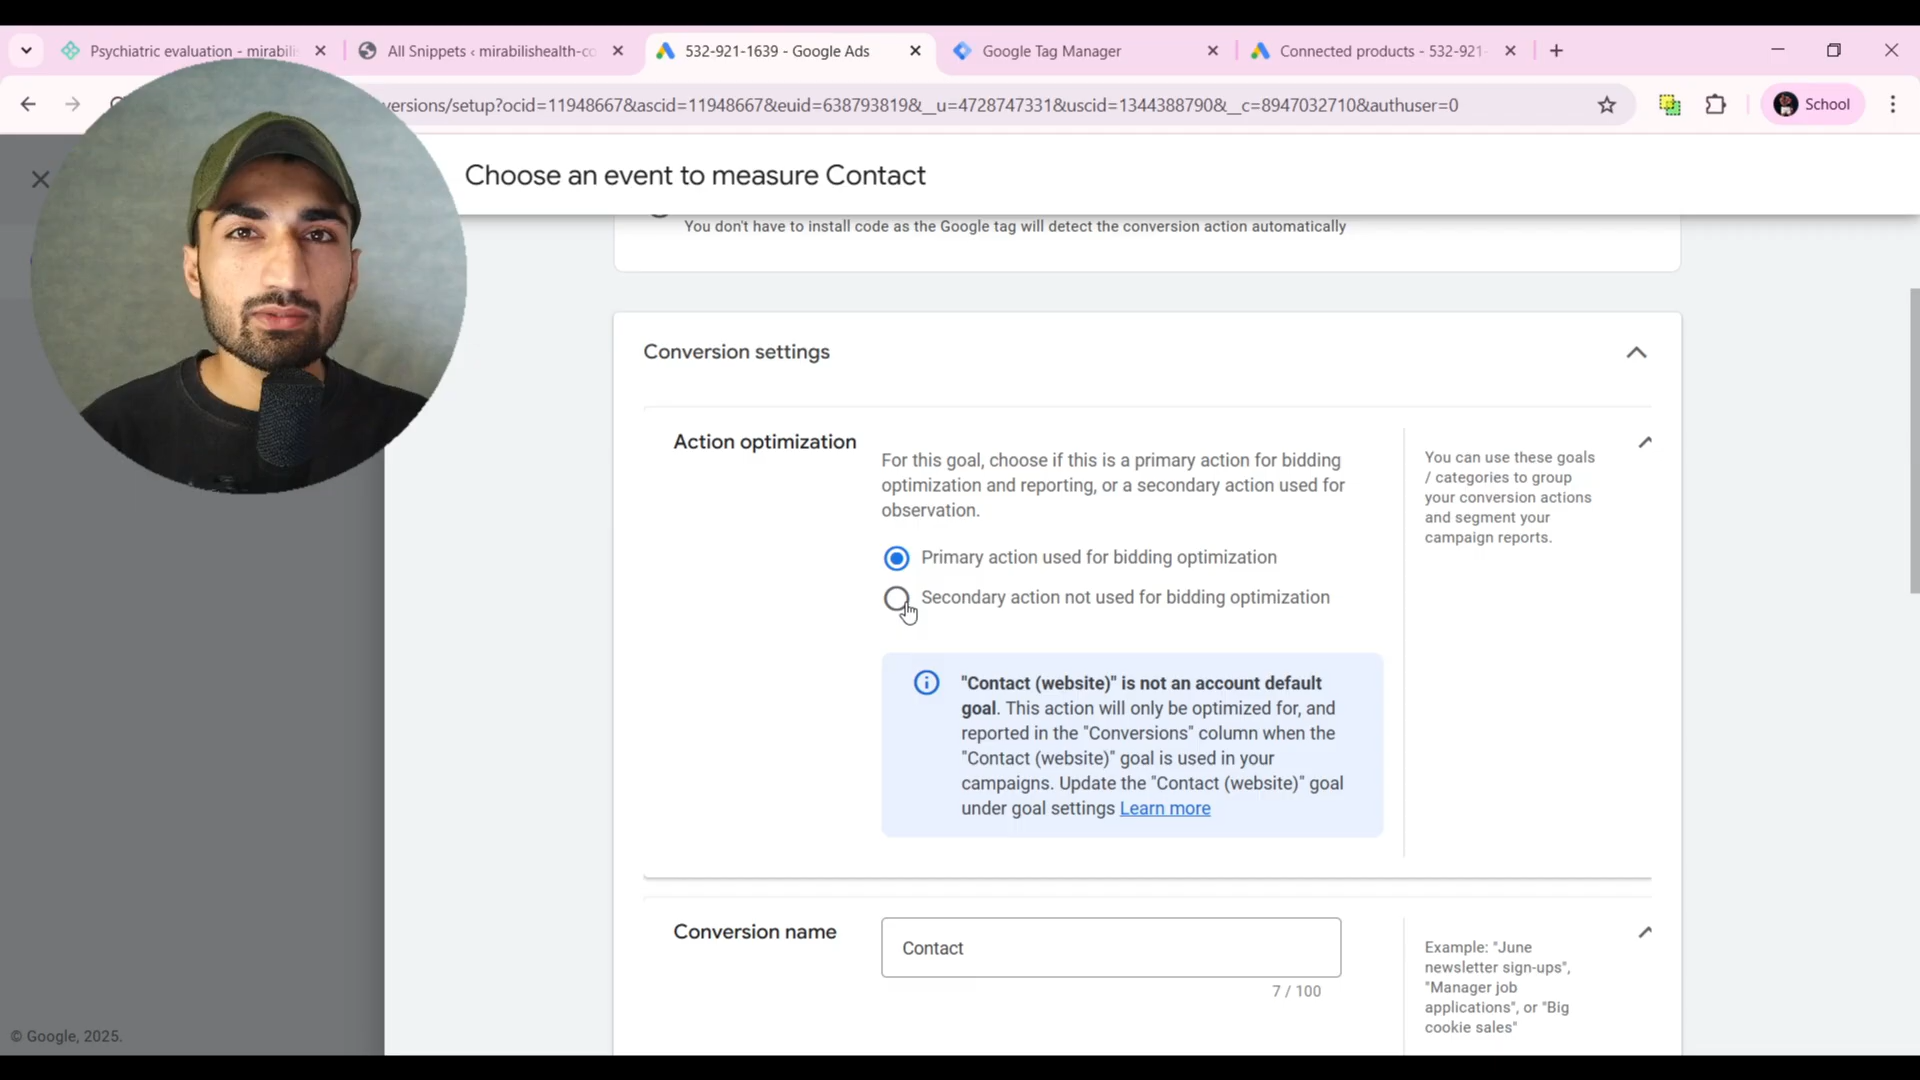 Psychiatric evaluation - mirabili
All Snippets ‹ mirabilishealth-co
532-921-1639 - Google Ads
Google Tag Manager
Connected products - 532-921-
versions/setup?ocid=11948667&ascid=11948667&euid=638793819&__u=4728747331&uscid=1344388790&__c=8947032710&authuser=0
School
Choose an event to measure Contact
You don't have to install code as the Google tag will detect the conversion action automatically
Conversion settings
Action optimization
For this goal, choose if this is a primary action for bidding
optimization and reporting, or a secondary action used for
observation.
Primary action used for bidding optimization
Secondary action not used for bidding optimization
"Contact (website)" is not an account default
goal. This action will only be optimized for, and
reported in the "Conversions" column when the
"Contact (website)" goal is used in your
campaigns. Update the "Contact (website)" goal
under goal settings Learn more
You can use these goals
/ categories to group
your conversion actions
and segment your
campaign reports.
Conversion name
Contact
7 / 100
Example: "June
newsletter sign-ups",
"Manager job
applications", or "Big
cookie sales"
© Google, 2025.